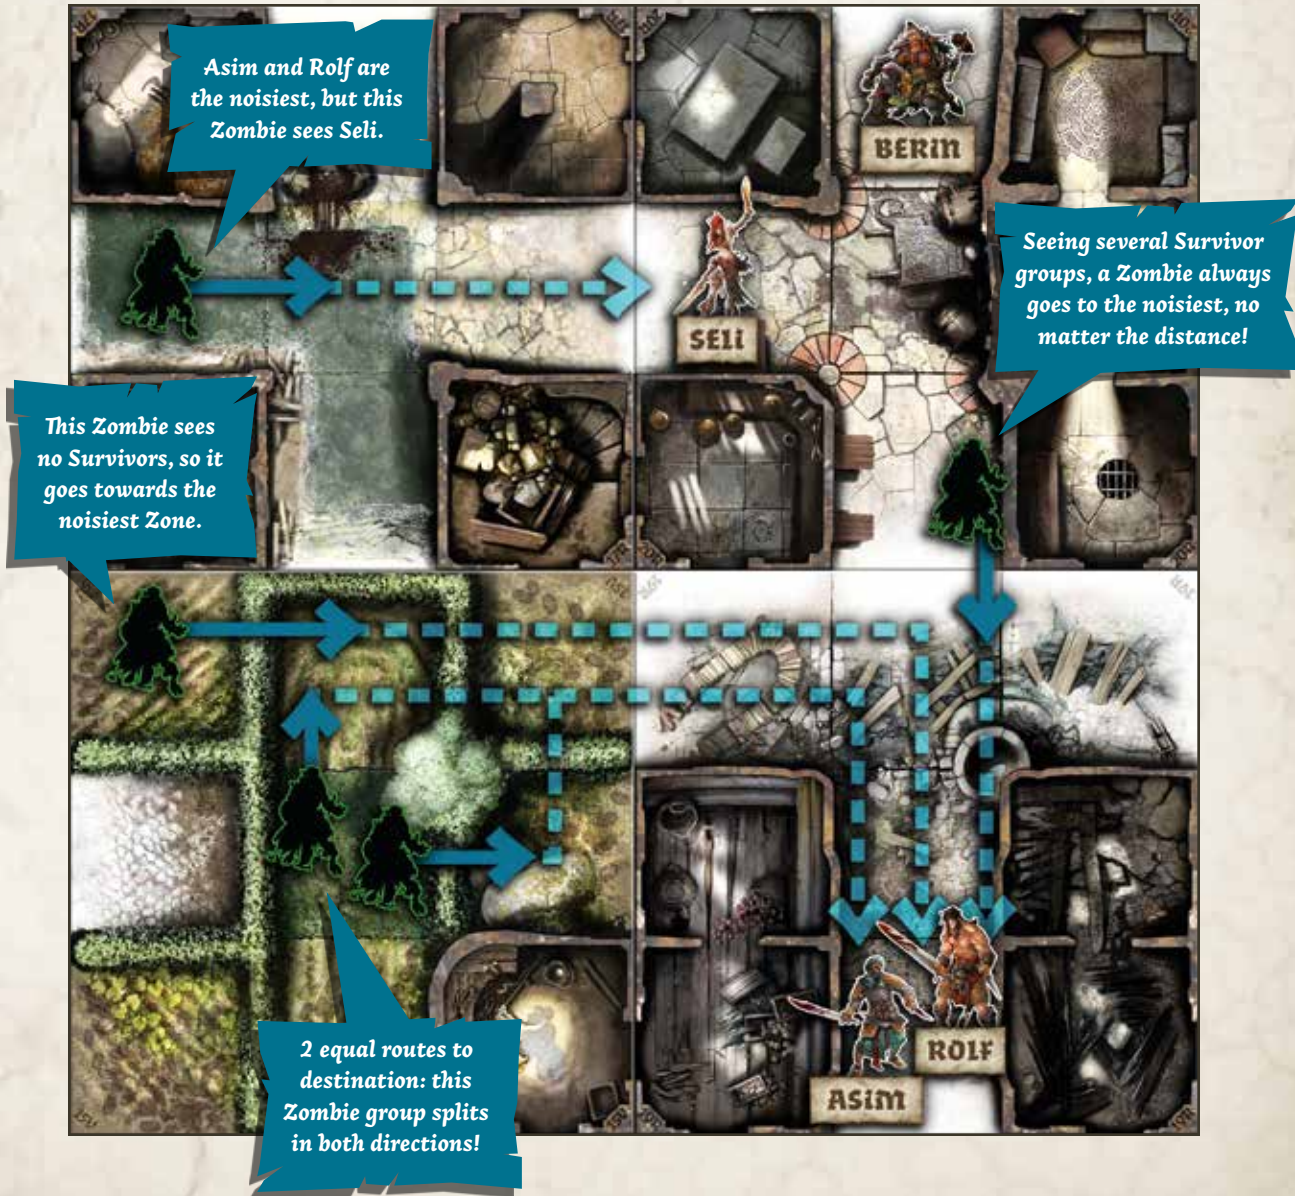 Asim and Rolf are
the noisiest, but this
Zombie sees Seli.
BERIN
Seeing several Survivor
groups, a Zombie always
goes to the noisiest, no
matter the distance!
SELI
This Zombie sees
no Survivors, so it
goes towards the
noisiest Zone.
ROLF
ASIM
2 equal routes to
destination: this
Zombie group splits
in both directions!